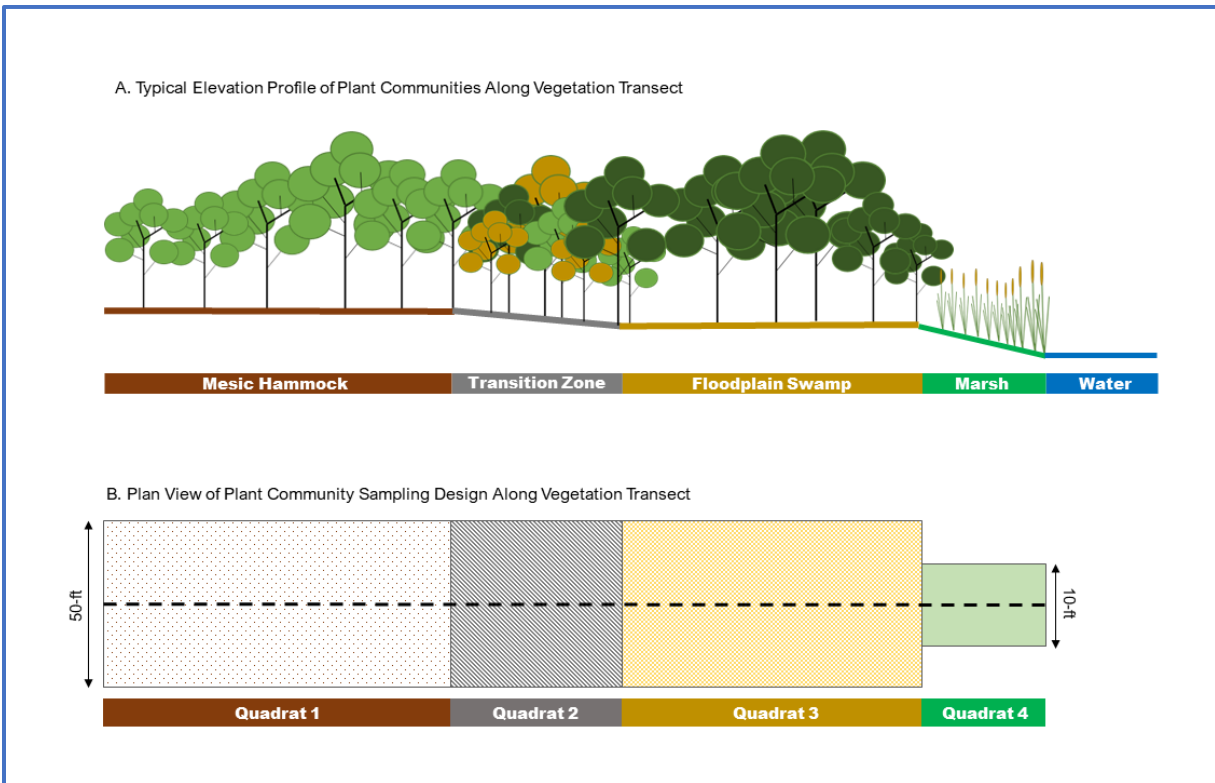 A. Typical Elevation Profile of Plant Communities Along Vegetation Transect
Mesic Hammock
Transition Zone
Floodplain Swamp
Marsh
Water
B. Plan View of Plant Community Sampling Design Along Vegetation Transect
50-ft
10-ft
Quadrat 1
Quadrat 2
Quadrat 3
Quadrat 4